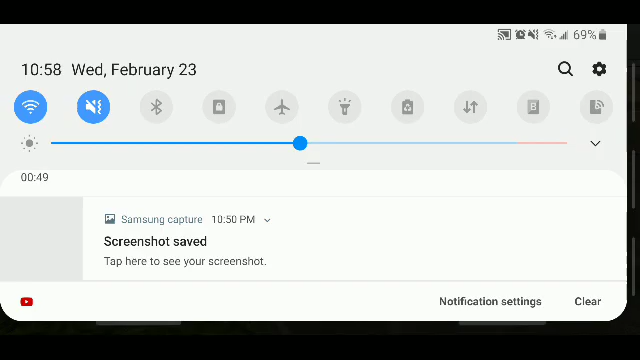 69%
10:58 Wed, February 23
B
00:49
Samsung capture 10:50 PM
Screenshot saved
Tap here to see your screenshot.
Notification settings Clear